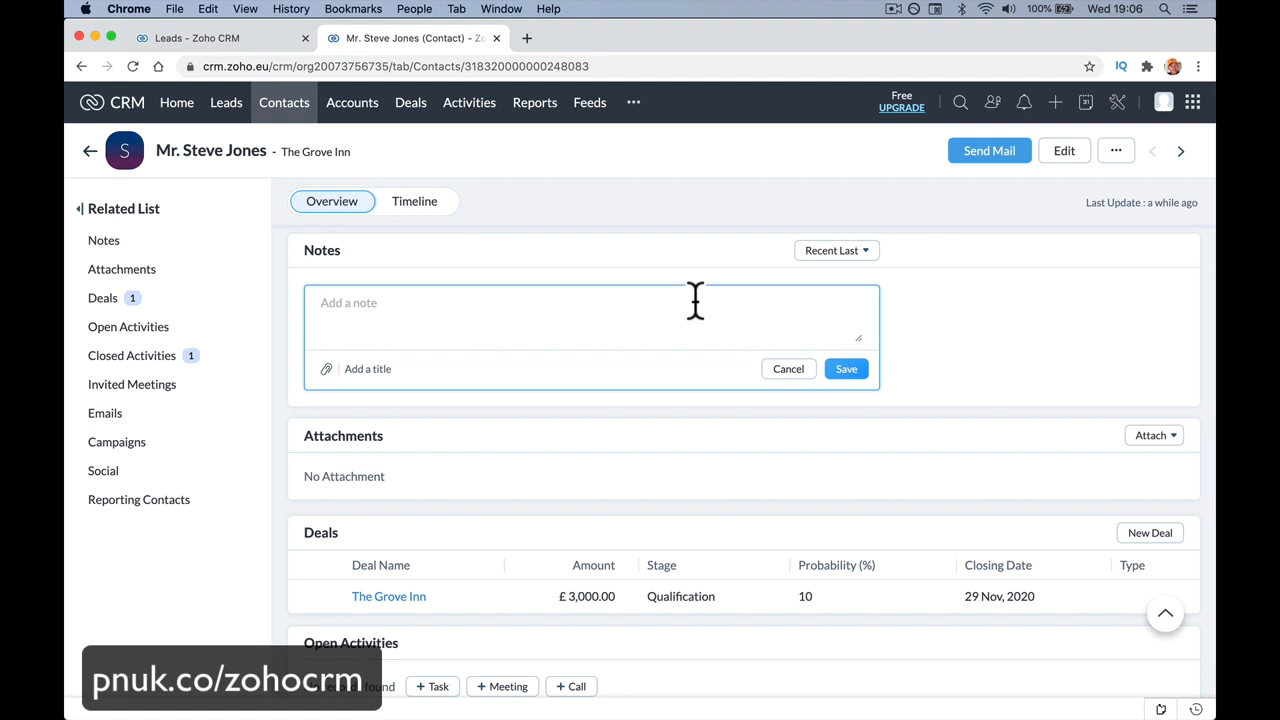 Chrome File Edit View History Bookmarks People Tab Window Help 100% Wed 19:06
Leads - Zoho CRM
Mr. Steve Jones (Contact) - Zo
crm.zoho.eu/crm/org20073756735/tab/Contacts/318320000000248083
IQ
CRM Home Leads Contacts Accounts Deals Activities Reports Feeds ••• Free UPGRADE 31
S Mr. Steve Jones - The Grove Inn Send Mail Edit •••
Related List
Notes
Attachments
Deals 1
Open Activities
Closed Activities 1
Invited Meetings
Emails
Campaigns
Social
Reporting Contacts
Overview Timeline
Last Update : a while ago
Notes Recent Last
Add a note
Add a title Cancel Save
Attachments Attach
No Attachment
Deals New Deal
Deal Name Amount Stage Probability (%) Closing Date Type
The Grove Inn £ 3,000.00 Qualification 10 29 Nov, 2020
Open Activities
found + Task + Meeting + Call
pnuk.co/zohocrm